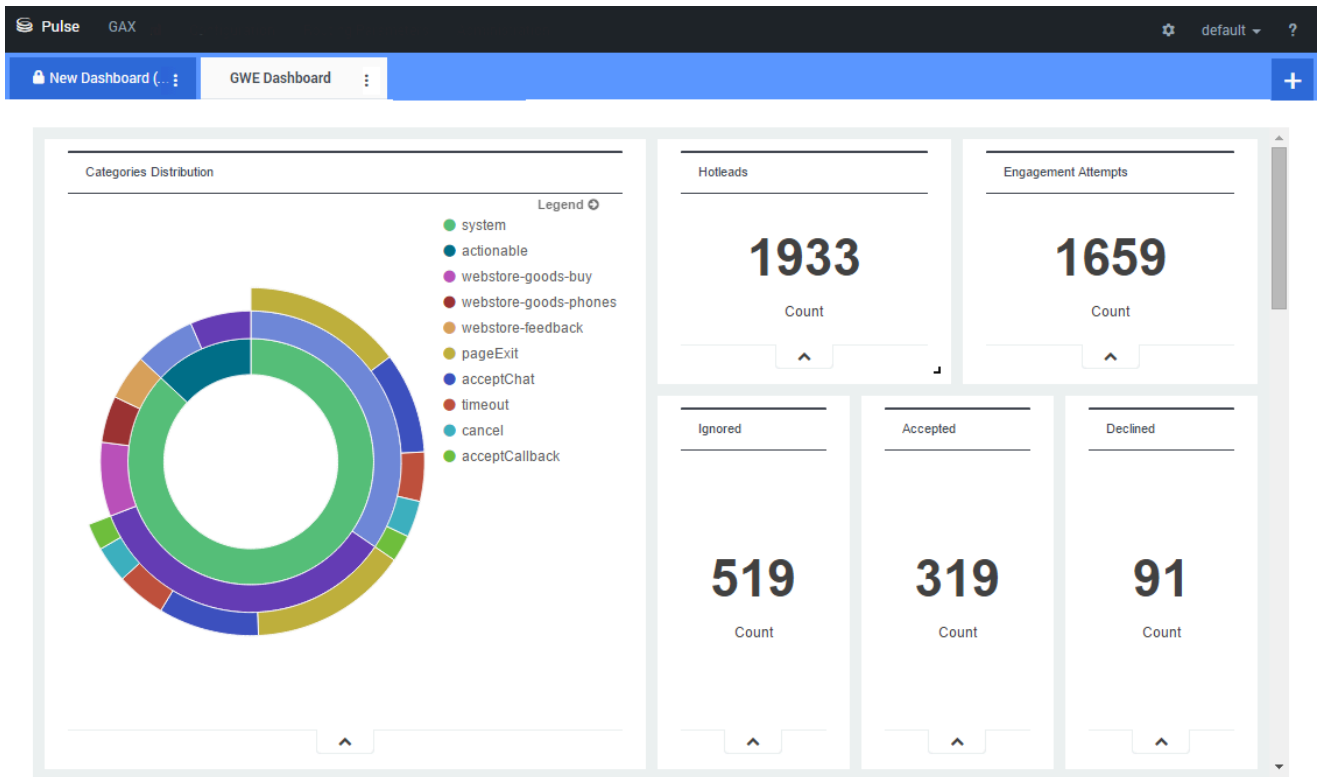 Pulse GAX default ?
New Dashboard (... GWE Dashboard +
Categories Distribution
Legend
system
actionable
webstore-goods-buy
webstore-goods-phones
webstore-feedback
pageExit
acceptChat
timeout
cancel
acceptCallback
Hotleads
1933
Count
Engagement Attempts
1659
Count
Ignored
519
Count
Accepted
319
Count
Declined
91
Count